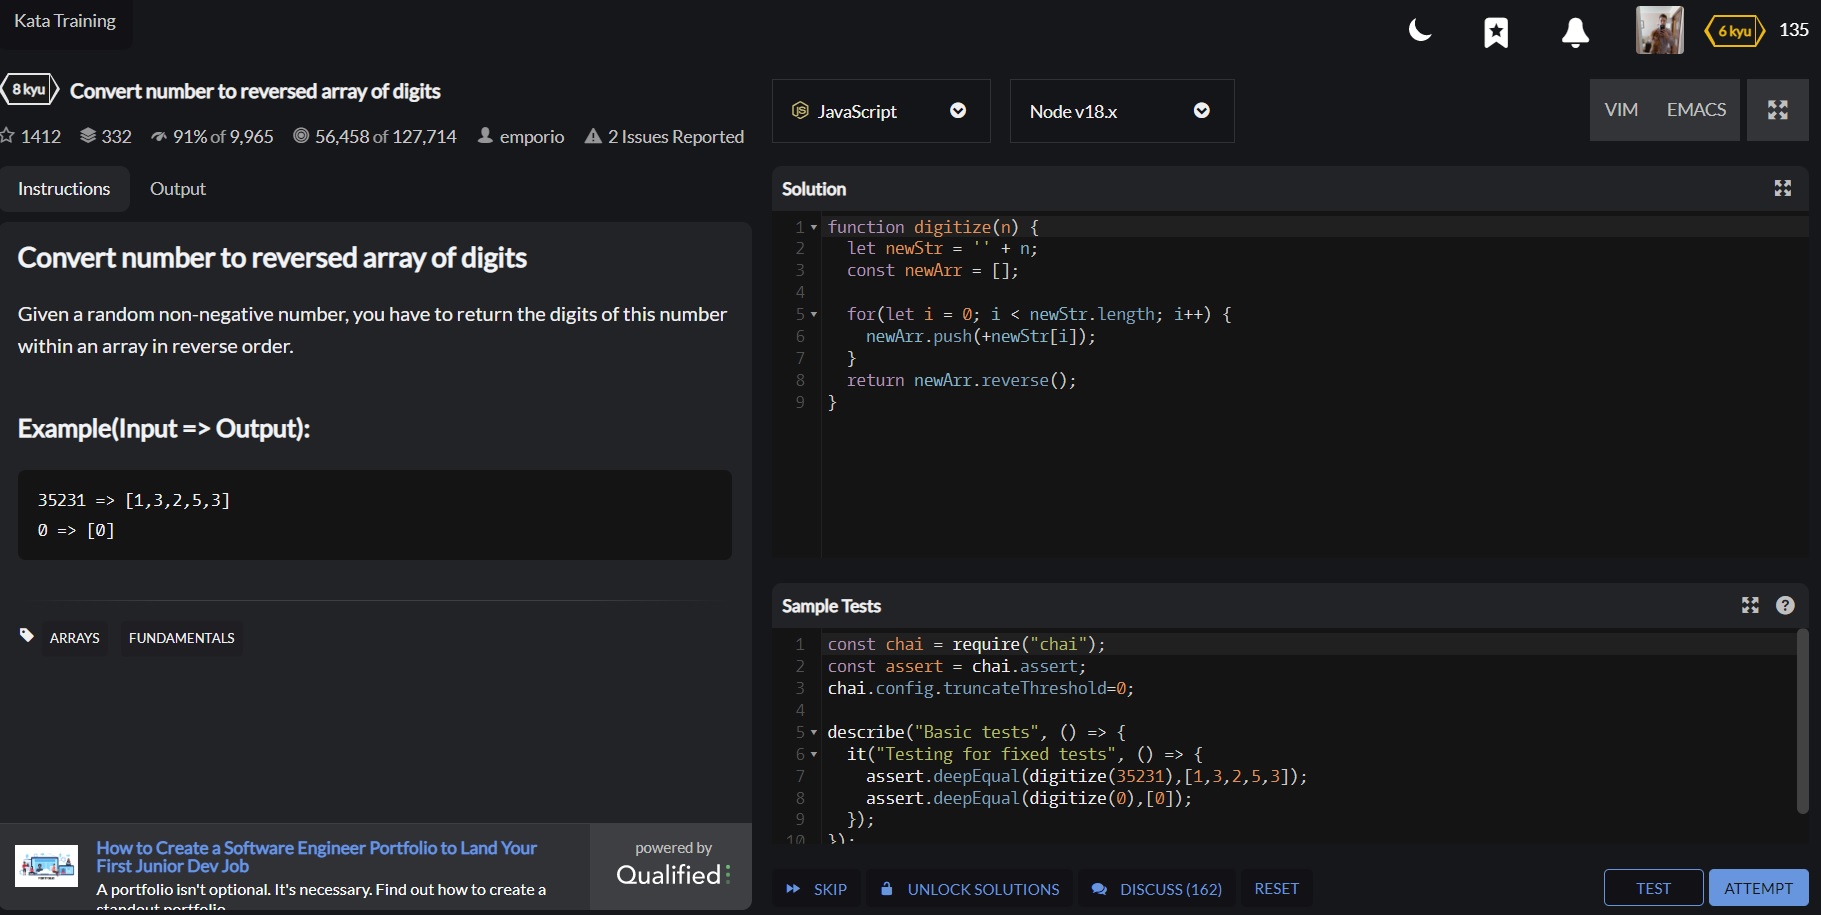 Kata Training
6 kyu 135
8 kyu Convert number to reversed array of digits
1412 332 91% of 9,965 56,458 of 127,714 emporio 2 Issues Reported
Instructions Output
Convert number to reversed array of digits
Given a random non-negative number, you have to return the digits of this number
within an array in reverse order.
Example(Input => Output):
35231 => [1,3,2,5,3]
0 => [0]
ARRAYS FUNDAMENTALS
How to Create a Software Engineer Portfolio to Land Your
First Junior Dev Job
A portfolio isn't optional. It's necessary. Find out how to create a
standout portfolio
powered by
Qualified
JavaScript Node v18.x VIM EMACS
Solution
1 function digitize(n) {
2 let newStr = '' + n;
3 const newArr = [];
4
5 for(let i = 0; i < newStr.length; i++) {
6 newArr.push(+newStr[i]);
7 }
8 return newArr.reverse();
9 }
Sample Tests
1 const chai = require("chai");
2 const assert = chai.assert;
3 chai.config.truncateThreshold=0;
4
5 describe("Basic tests", () => {
6 it("Testing for fixed tests", () => {
7 assert.deepEqual(digitize(35231),[1,3,2,5,3]);
8 assert.deepEqual(digitize(0),[0]);
9 });
10 });
SKIP UNLOCK SOLUTIONS DISCUSS (162) RESET TEST ATTEMPT